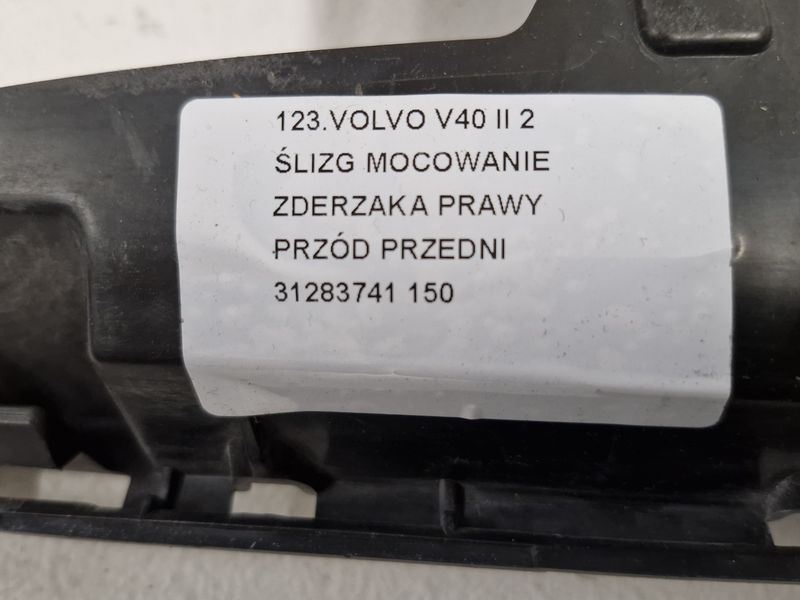 123.VOLVO V40 II 2
ŚLIZG MOCOWANIE
ZDERZAKA PRAWY
PRZÓD PRZEDNI
31283741 150